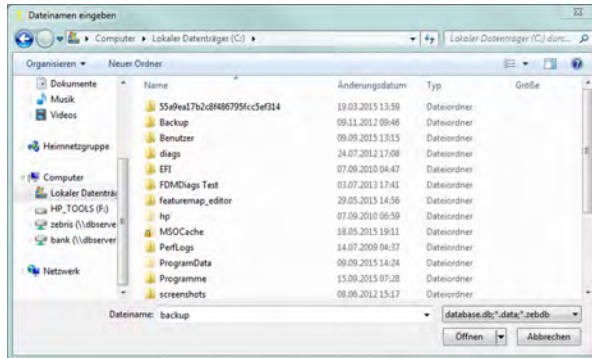 Dateinamen eingeben
Computer ▸ Lokaler Datenträger (C:) ▸ Lokaler Datenträger (C:) durc...
Organisieren ▾ Neuer Ordner
Dokumente
Musik
Videos
Heimnetzgruppe
Computer
Lokaler Datenträ
HP_TOOLS (F:)
zebris (\\dbserve
bank (\\dbserver
Netzwerk
Name Änderungsdatum Typ Größe
55a9ea17b2c8f486795fcc5ef314 19.03.2015 13:59 Dateiordner
Backup 09.11.2012 09:46 Dateiordner
Benutzer 09.09.2015 13:15 Dateiordner
diags 24.07.2012 17:08 Dateiordner
EFI 07.09.2010 04:47 Dateiordner
FDMDiags Test 03.07.2013 17:41 Dateiordner
featuremap_editor 29.05.2015 14:56 Dateiordner
hp 07.09.2010 06:59 Dateiordner
MSOCache 18.05.2015 19:11 Dateiordner
PerfLogs 14.07.2009 04:37 Dateiordner
ProgramData 09.09.2015 14:24 Dateiordner
Programme 15.09.2015 07:28 Dateiordner
screenshots 08.06.2012 15:17 Dateiordner
Dateiname: backup database.db;*.data;*.zebdb
Öffnen Abbrechen